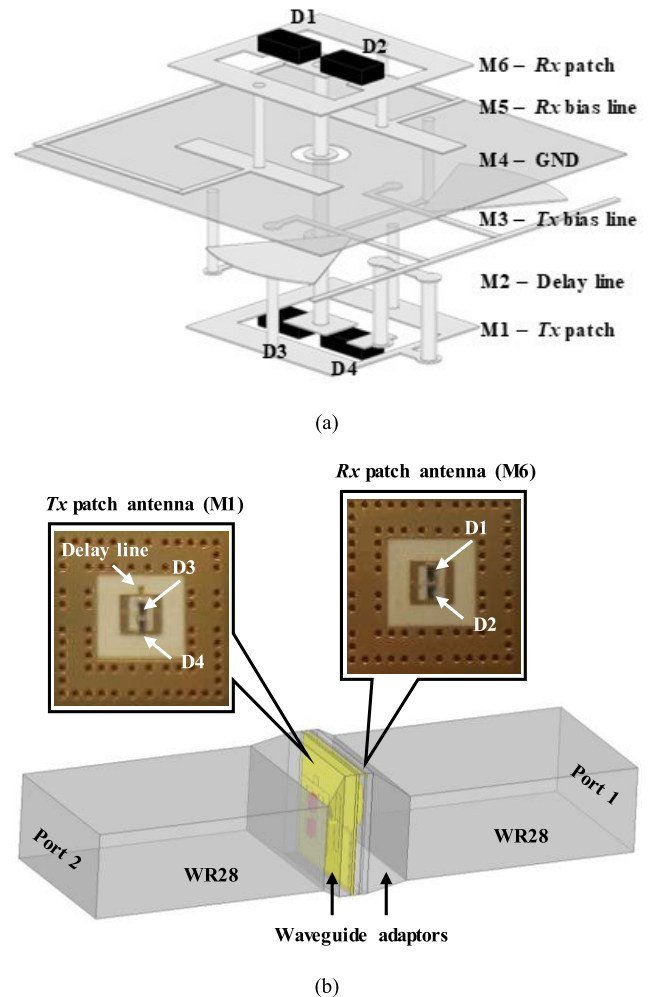 D1
D2
M6 – Rx patch
M5 – Rx bias line
M4 – GND
M3 – Tx bias line
M2 – Delay line
M1 – Tx patch
D3
D4
(a)
Rx patch antenna (M6)
Tx patch antenna (M1)
Delay line
D3
D4
D1
D2
Port 1
Port 2
WR28
WR28
Waveguide adaptors
(b)